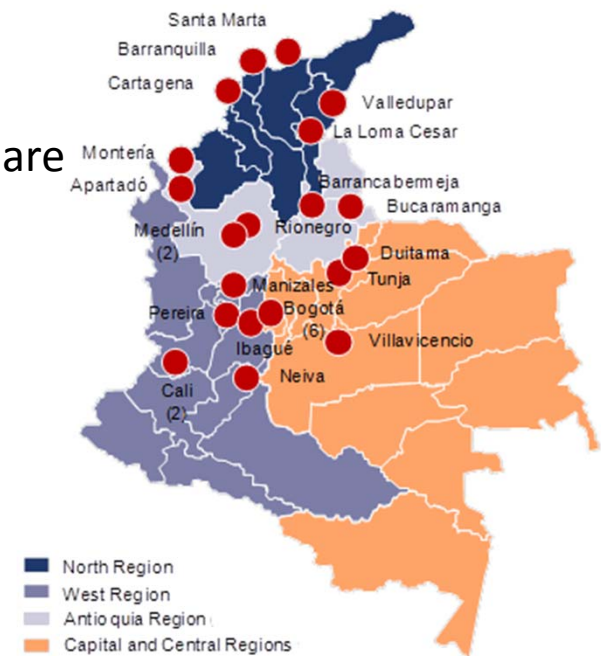 Santa Marta
Barranquilla
Cartagena
Valledupar
La Loma Cesar
are
Montería
Apartadó
Barrancabermeja
Bucaramanga
Medellín
(2)
Rionegro
Duitama
Tunja
Manizales
Pereira
Bogotá
(6)
Villavicencio
Ibagué
Neiva
Cali
(2)
North Region
West Region
Antioquia Region
Capital and Central Regions